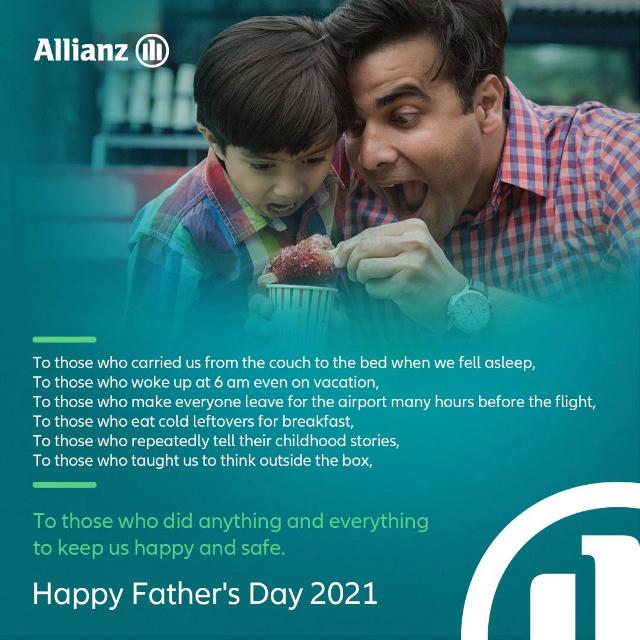 Allianz
To those who carried us from the couch to the bed when we fell asleep,
To those who woke up at 6 am even on vacation,
To those who make everyone leave for the airport many hours before the flight,
To those who eat cold leftovers for breakfast,
To those who repeatedly tell their childhood stories,
To those who taught us to think outside the box,
To those who did anything and everything
to keep us happy and safe.
Happy Father's Day 2021